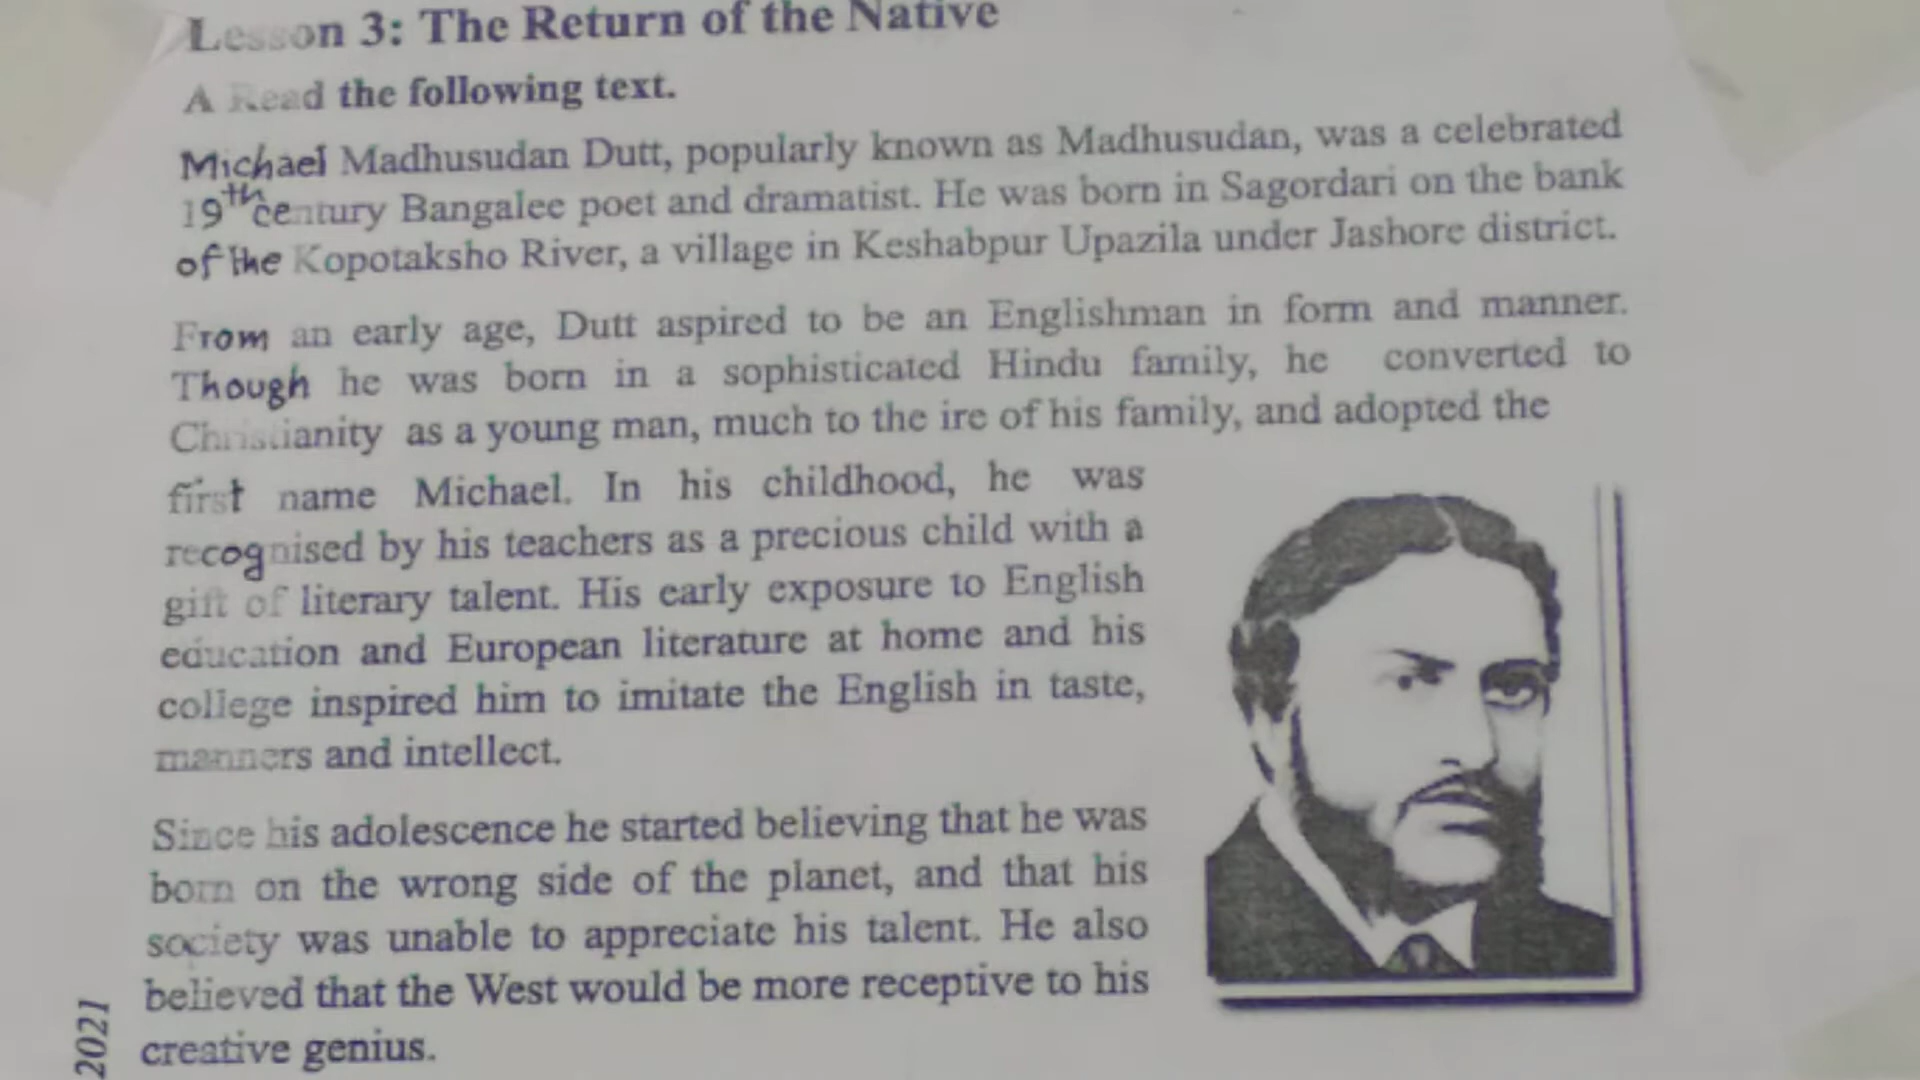 Lesson 3: The Return of the Native
A Read the following text.
Michael Madhusudan Dutt, popularly known as Madhusudan, was a celebrated
19th century Bangalee poet and dramatist. He was born in Sagordari on the bank
of the Kopotaksho River, a village in Keshabpur Upazila under Jashore district.
From an early age, Dutt aspired to be an Englishman in form and manner.
Though he was born in a sophisticated Hindu family, he converted to
Christianity as a young man, much to the ire of his family, and adopted the
first name Michael. In his childhood, he was
recognised by his teachers as a precious child with a
gift of literary talent. His early exposure to English
education and European literature at home and his
college inspired him to imitate the English in taste,
manners and intellect.
Since his adolescence he started believing that he was
born on the wrong side of the planet, and that his
society was unable to appreciate his talent. He also
believed that the West would be more receptive to his
creative genius.
2021